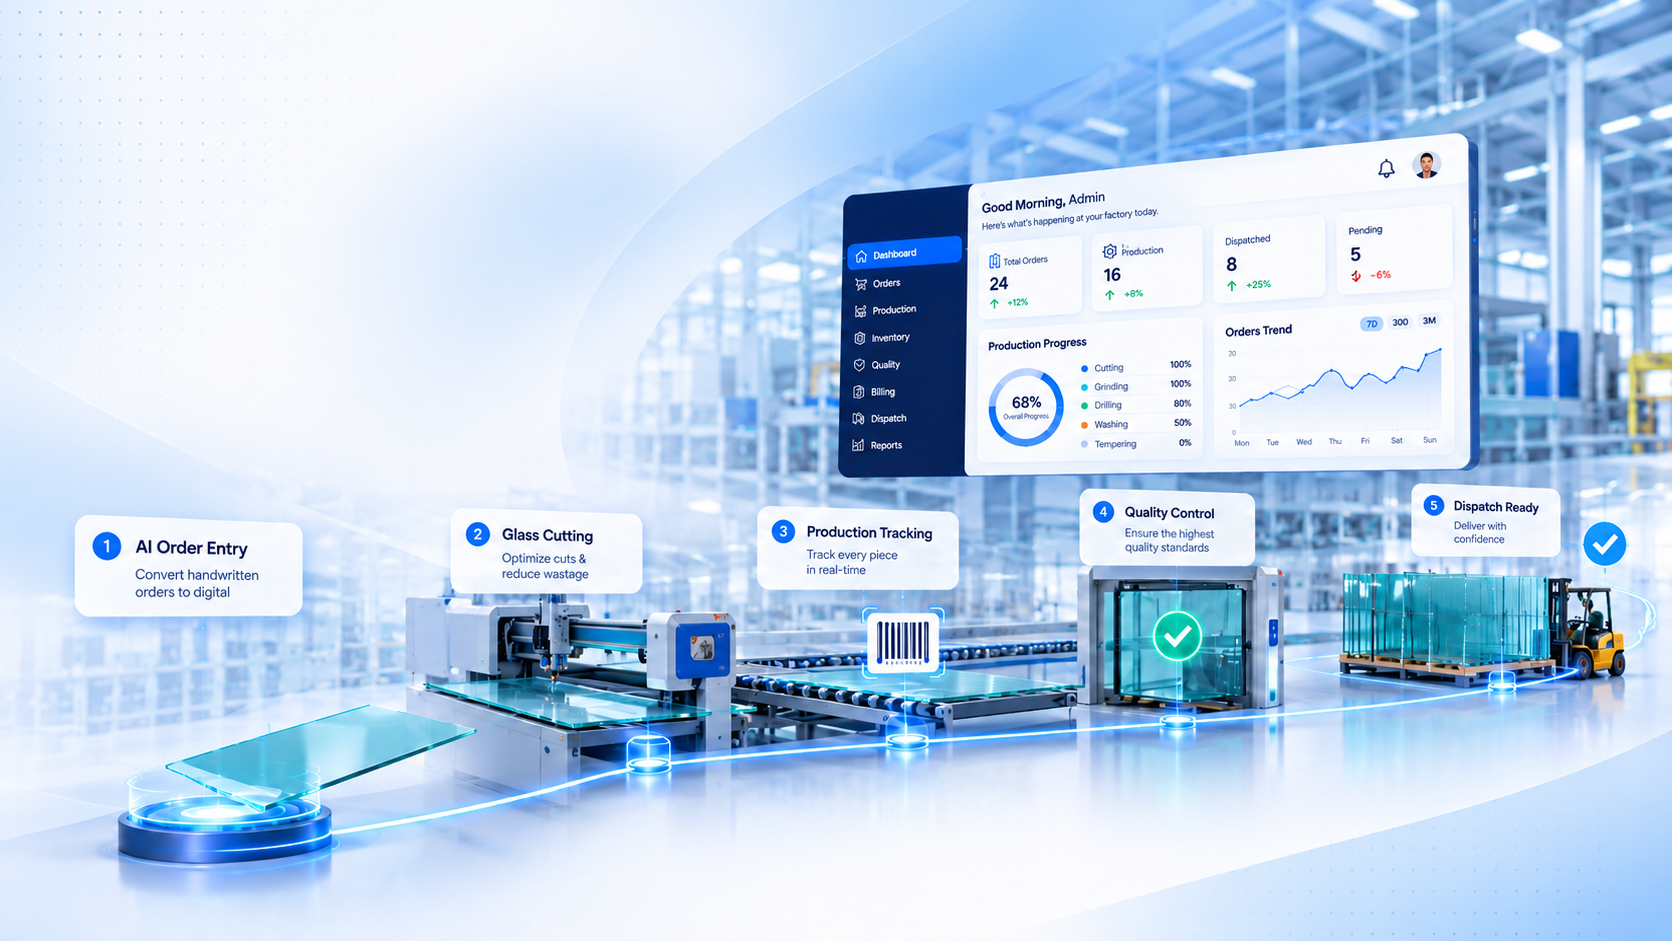 Good Morning, Admin
Here's what's happening at your factory today.
Dashboard
Orders
Production
Inventory
Quality
Billing
Dispatch
Reports
Total Orders
24
+12%
Production
16
+8%
Dispatched
8
+25%
Pending
5
-6%
Production Progress
68%
Overall Progress
Cutting 100%
Grinding 100%
Drilling 80%
Washing 50%
Tempering 0%
Orders Trend
7D 300 3M
30
30
0
Mon Tue Wed Thu Fri Sat Sun
1 AI Order Entry
Convert handwritten
orders to digital
2 Glass Cutting
Optimize cuts &
reduce wastage
3 Production Tracking
Track every piece
in real-time
4 Quality Control
Ensure the highest
quality standards
5 Dispatch Ready
Deliver with
confidence